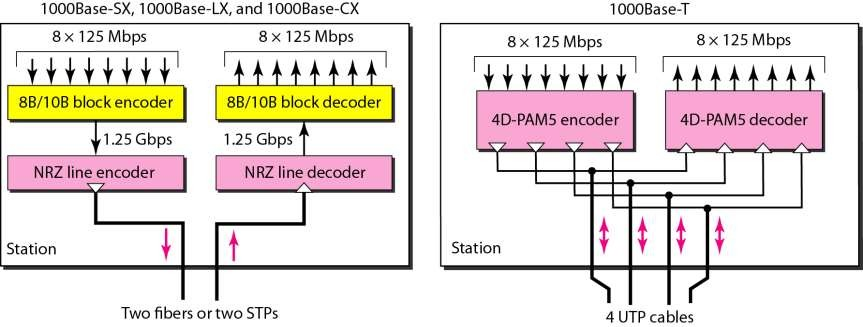 1000Base-SX, 1000Base-LX, and 1000Base-CX
8 × 125 Mbps
8 × 125 Mbps
8B/10B block encoder
8B/10B block decoder
1.25 Gbps
1.25 Gbps
NRZ line encoder
NRZ line decoder
Station
Two fibers or two STPs
1000Base-T
8 × 125 Mbps
8 × 125 Mbps
4D-PAM5 encoder
4D-PAM5 decoder
Station
4 UTP cables